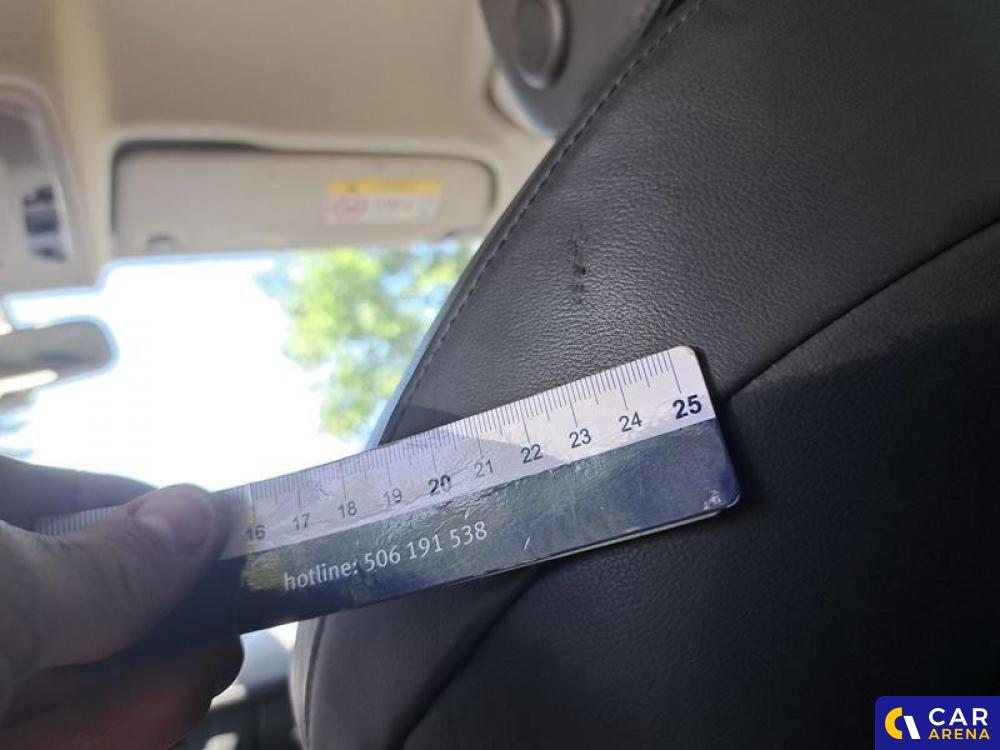 16 17 18 19 20 21 22 23 24 25
hotline: 506 191 538
CAR
ARENA